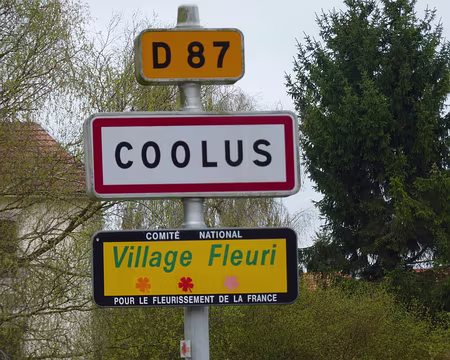 D 87
COOLUS
COMITÉ NATIONAL
Village Fleuri
POUR LE FLEURISSEMENT DE LA FRANCE